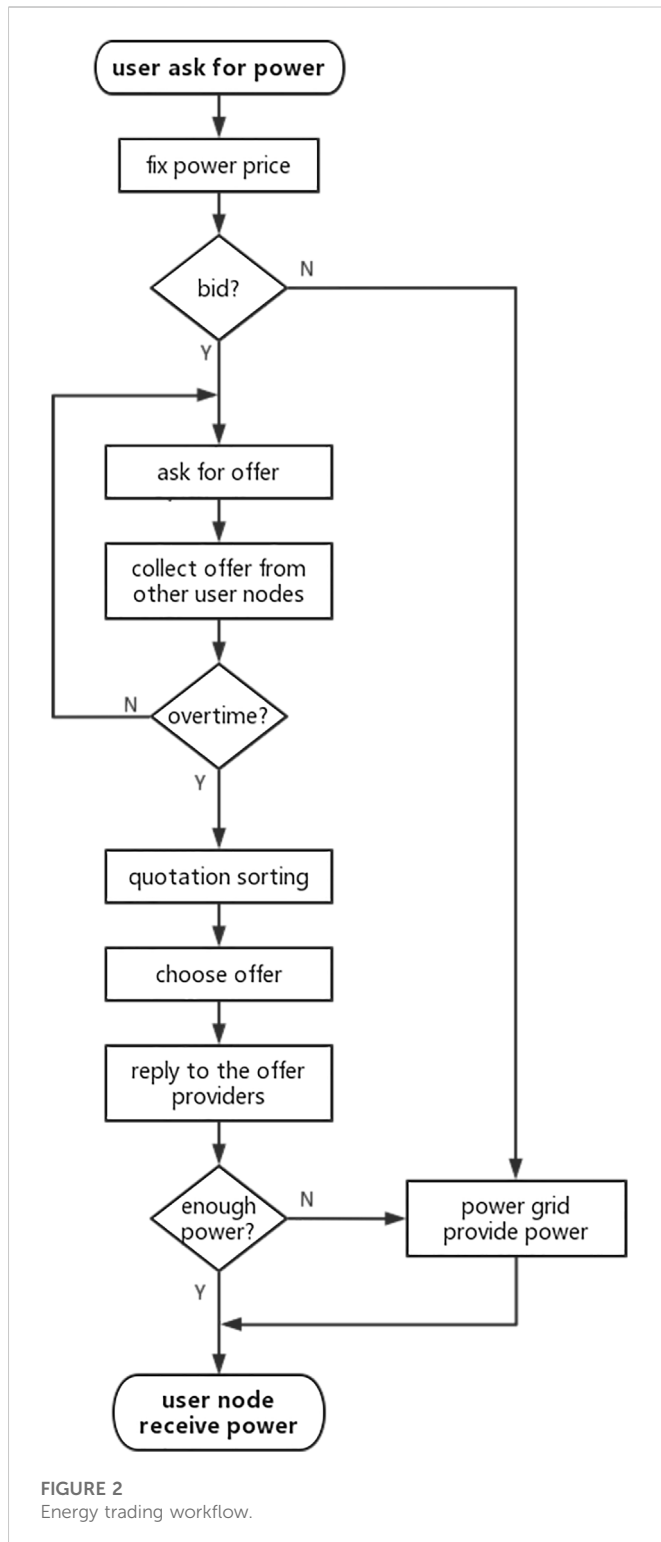 user ask for power
fix power price
bid?
N
Y
ask for offer
collect offer from
other user nodes
overtime?
N
Y
quotation sorting
choose offer
reply to the offer
providers
enough
power?
N
power grid
provide power
Y
user node
receive power
FIGURE 2
Energy trading workflow.